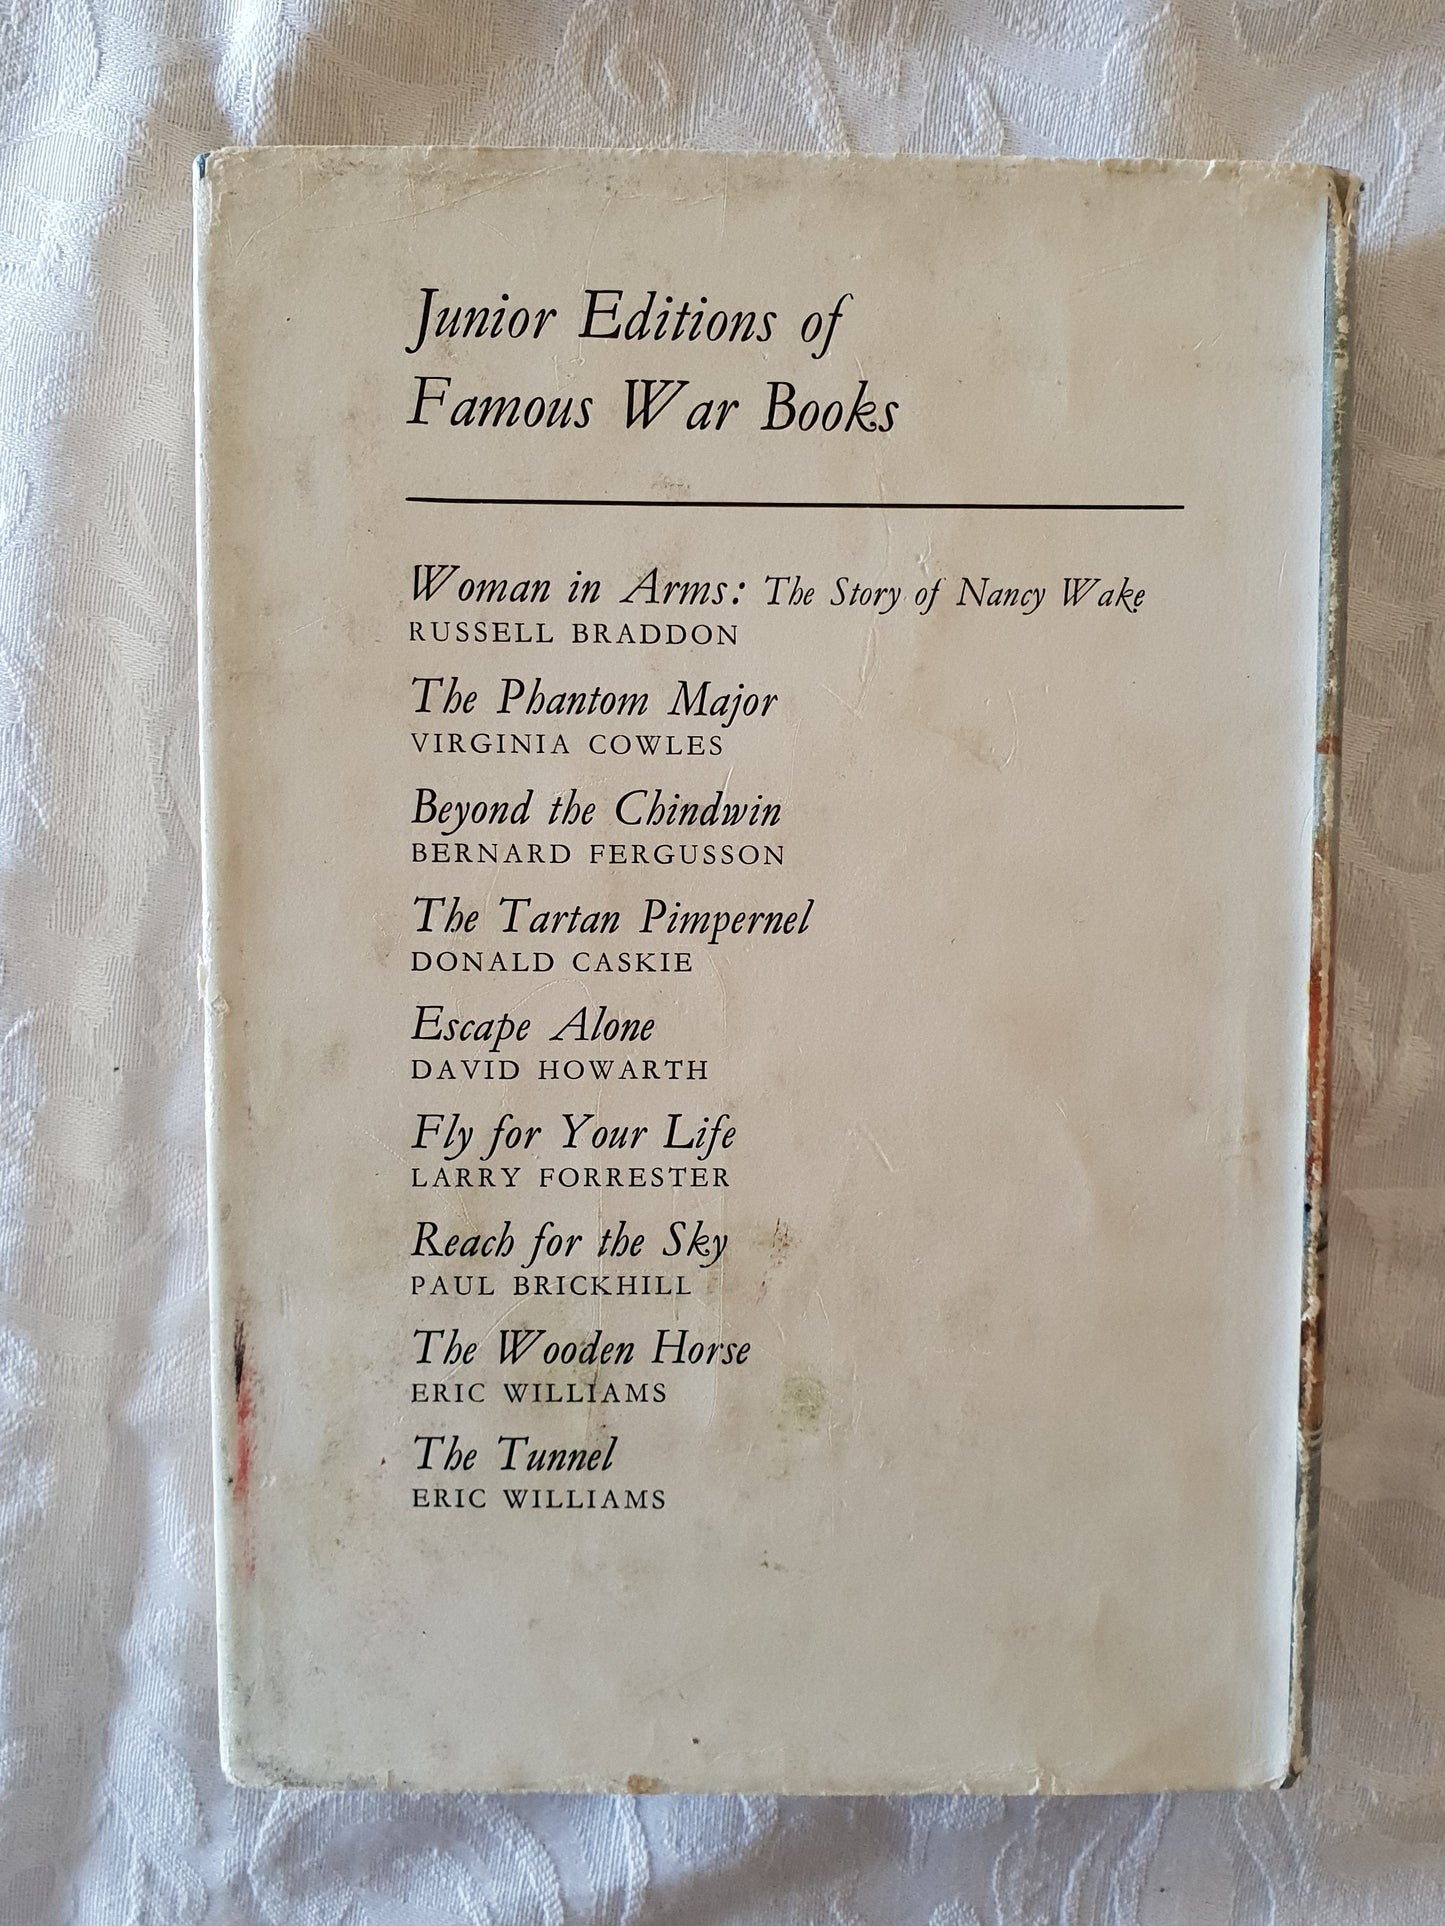 Junior Editions of
Famous War Books
Woman in Arms: The Story of Nancy Wake
RUSSELL BRADDON
The Phantom Major
VIRGINIA COWLES
Beyond the Chindwin
BERNARD FERGUSSON
The Tartan Pimpernel
DONALD CASKIE
Escape Alone
DAVID HOWARTH
Fly for Your Life
LARRY FORRESTER
Reach for the Sky
PAUL BRICKHILL
The Wooden Horse
ERIC WILLIAMS
The Tunnel
ERIC WILLIAMS